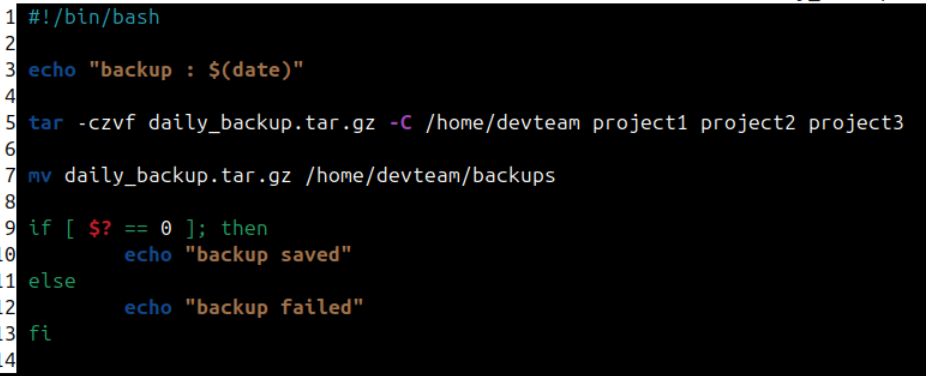 1 #!/bin/bash
2
3 echo "backup : $(date)"
4
5 tar -czvf daily_backup.tar.gz -C /home/devteam project1 project2 project3
6
7 mv daily_backup.tar.gz /home/devteam/backups
8
9 if [ $? == 0 ]; then
10         echo "backup saved"
11 else
12         echo "backup failed"
13 fi
14